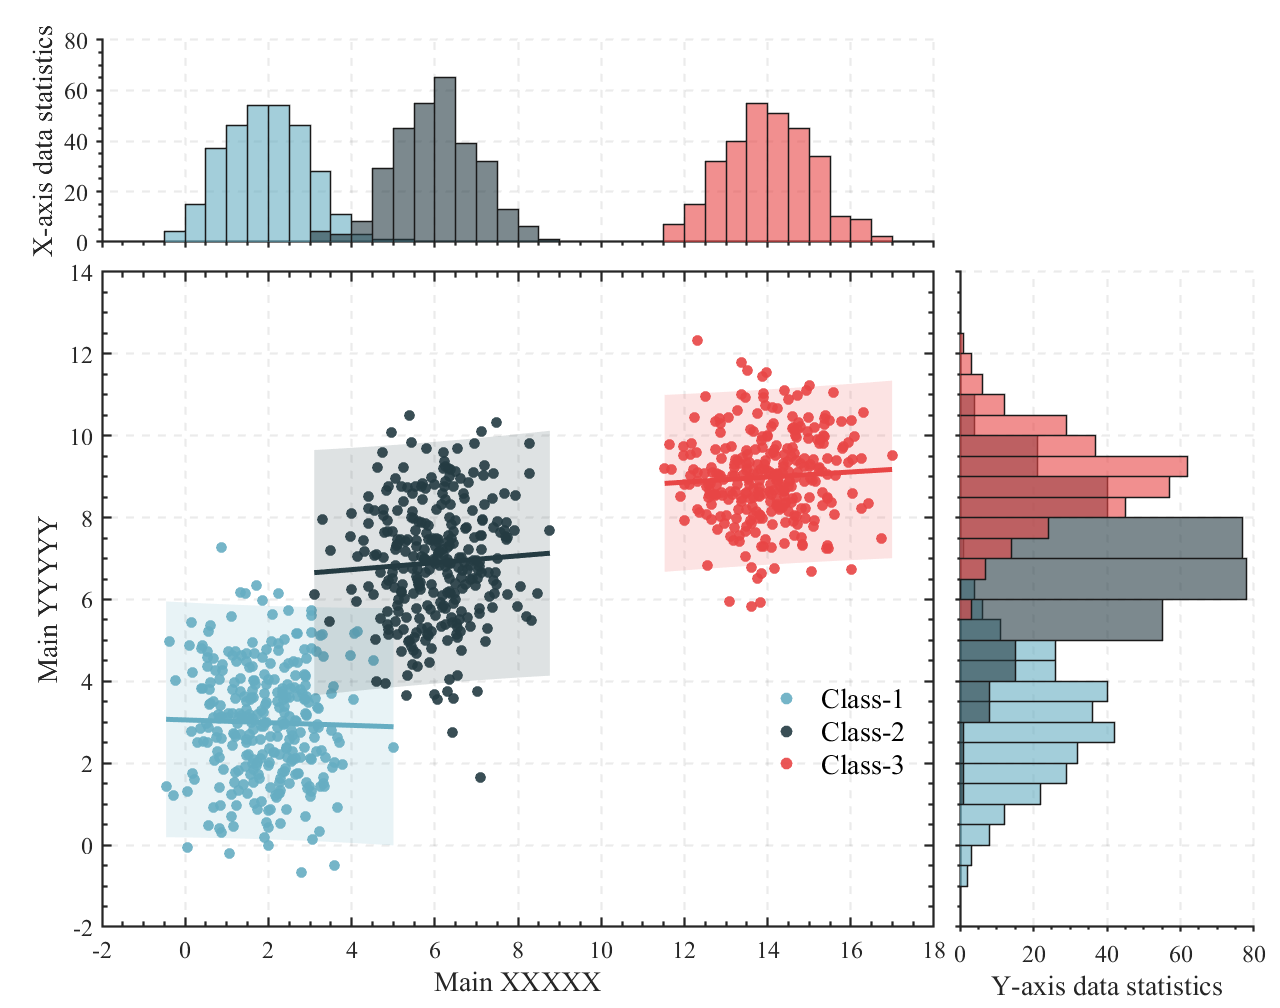 X-axis data statistics
80
60
40
20
0
14
12
10
8
6
4
2
0
-2
Main YYYYY
Class-1
Class-2
Class-3
-2 0 2 4 6 8 10 12 14 16 18
Main XXXXX
0 20 40 60 80
Y-axis data statistics